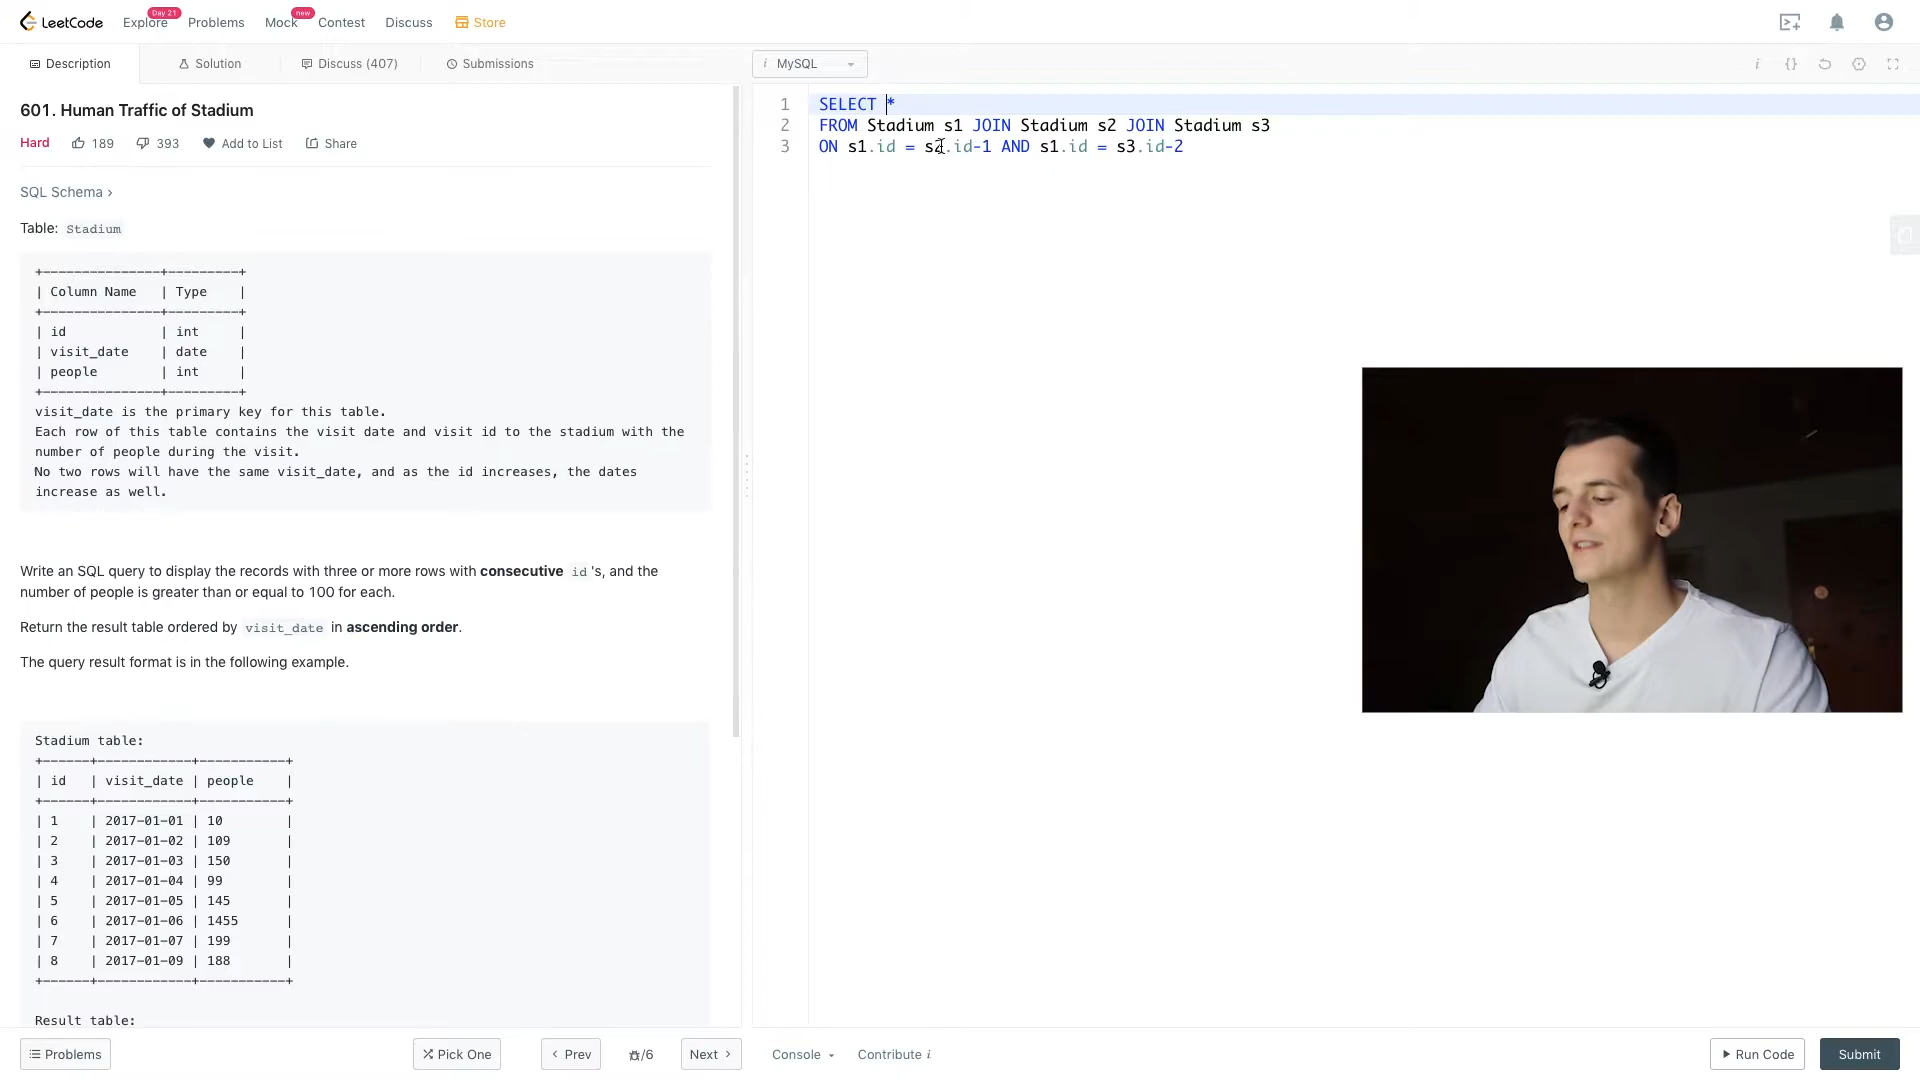 LeetCode Explore Day 21 Problems Mock new Contest Discuss Store
Description Solution Discuss (407) Submissions
601. Human Traffic of Stadium
Hard 189 393 Add to List Share
SQL Schema ›
Table: Stadium
+---------------+---------+
| Column Name   | Type    |
+---------------+---------+
| id            | int     |
| visit_date    | date    |
| people        | int     |
+---------------+---------+
visit_date is the primary key for this table.
Each row of this table contains the visit date and visit id to the stadium with the
number of people during the visit.
No two rows will have the same visit_date, and as the id increases, the dates
increase as well.
Write an SQL query to display the records with three or more rows with consecutive id's, and the
number of people is greater than or equal to 100 for each.
Return the result table ordered by visit_date in ascending order.
The query result format is in the following example.
Stadium table:
+------+------------+-----------+
| id   | visit_date | people    |
+------+------------+-----------+
| 1    | 2017-01-01 | 10        |
| 2    | 2017-01-02 | 109       |
| 3    | 2017-01-03 | 150       |
| 4    | 2017-01-04 | 99        |
| 5    | 2017-01-05 | 145       |
| 6    | 2017-01-06 | 1455      |
| 7    | 2017-01-07 | 199       |
| 8    | 2017-01-09 | 188       |
+------+------------+-----------+
Result table:
Problems Pick One ‹ Prev /6 Next ›
i MySQL
i {}
1 SELECT *
2 FROM Stadium s1 JOIN Stadium s2 JOIN Stadium s3
3 ON s1.id = s2.id-1 AND s1.id = s3.id-2
Console Contribute i Run Code Submit